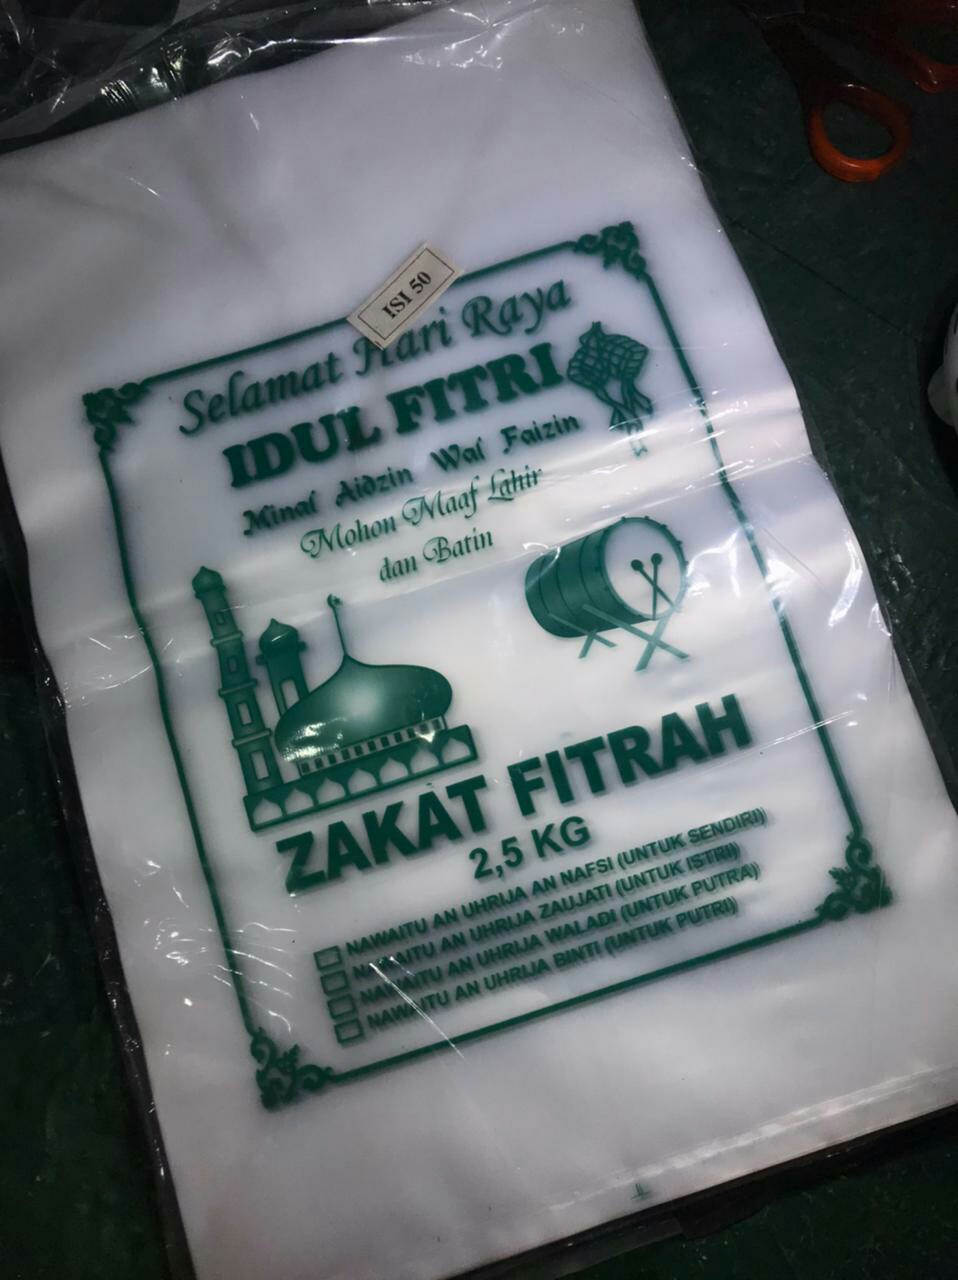 ISI 50
Selamat Hari Raya
IDUL FITRI
Minal Aidzin Wal Faizin
Mohon Maaf Lahir
dan Batin
ZAKAT FITRAH
2,5 KG
NAWAITU AN UHRIJA AN NAFSI (UNTUK SENDIRI)
NAWAITU AN UHRIJA ZAUJATI (UNTUK ISTRI)
NAWAITU AN UHRIJA WALADI (UNTUK PUTRA)
NAWAITU AN UHRIJA BINTI (UNTUK PUTRI)